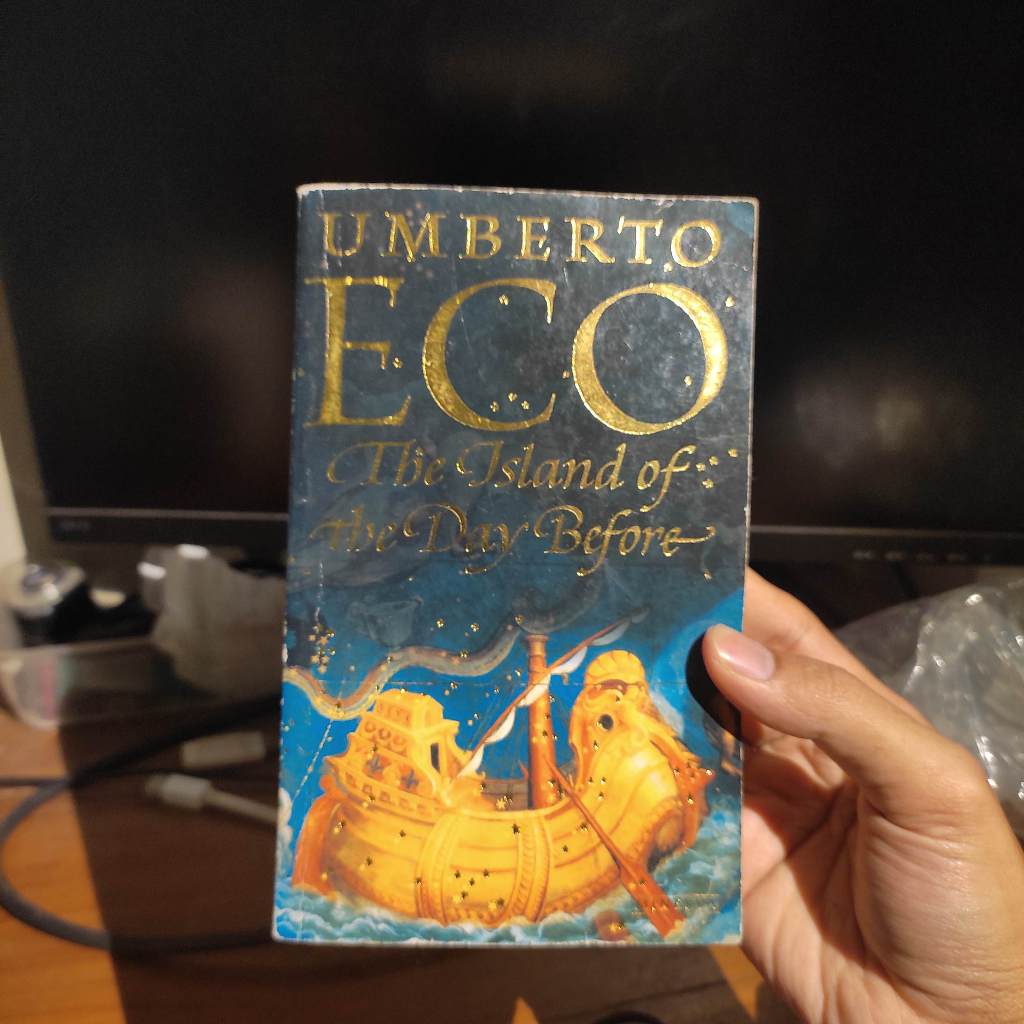 UMBERTO
ECO
The Island of
the Day Before